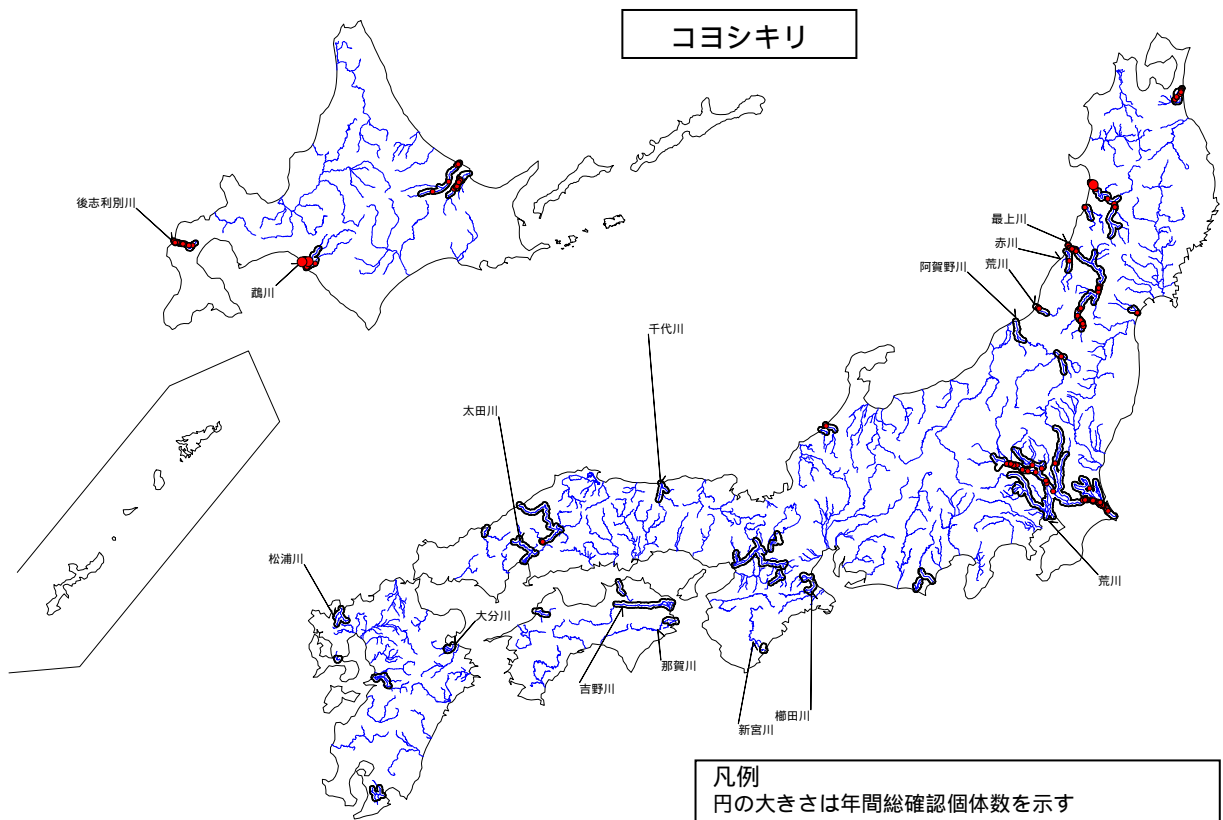 コヨシキリ
後志利別川
鵡川
最上川
赤川
荒川
阿賀野川
千代川
太田川
松浦川
大分川
荒川
那賀川
吉野川
櫛田川
新宮川
凡例
円の大きさは年間総確認個体数を示す